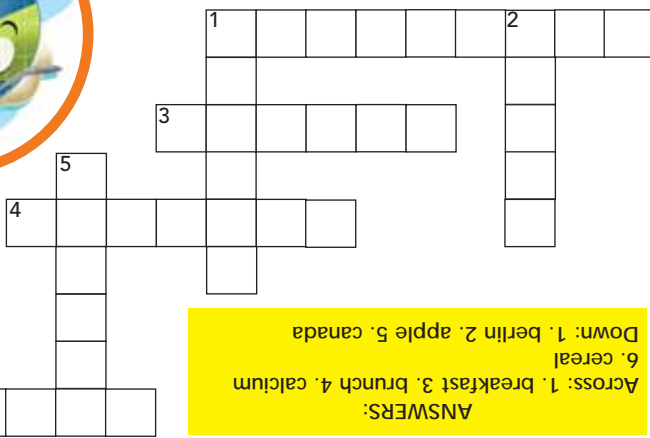 1
2
3
5
4
ANSWERS:
Across: 1. breakfast 3. brunch 4. calcium
6. cereal
Down: 1. berlin 2. apple 5. canada